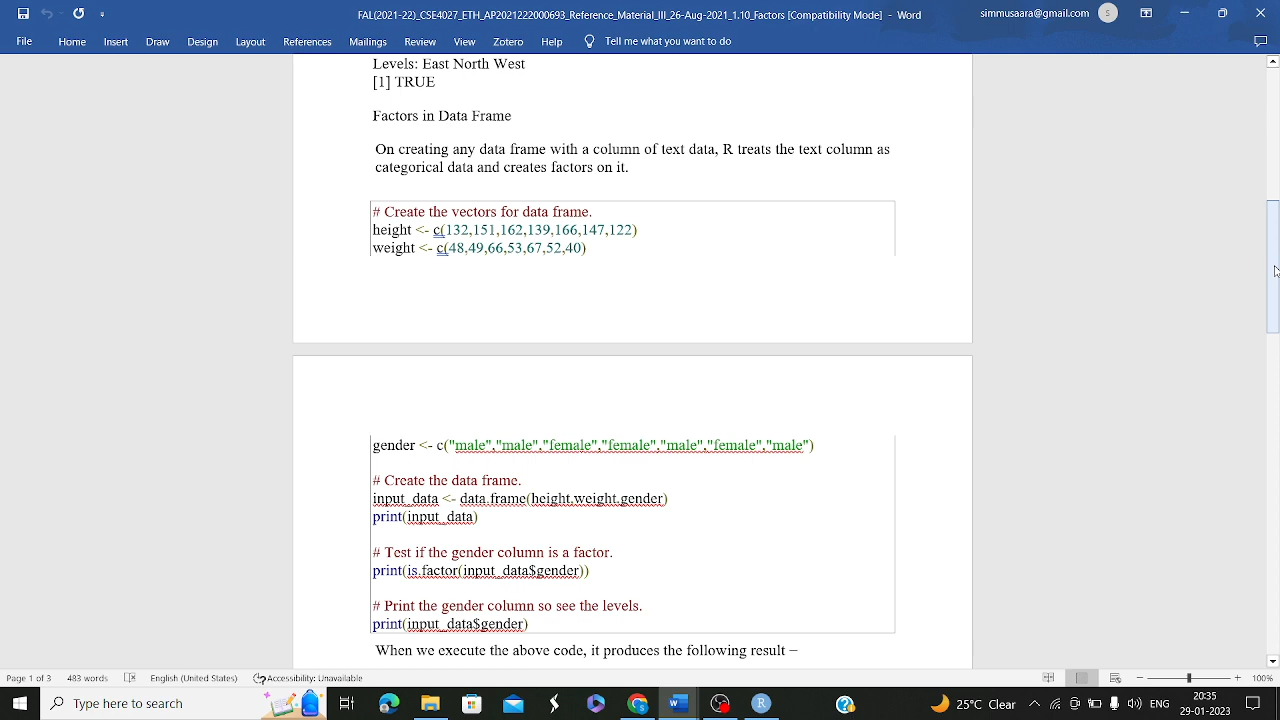 FAL(2021-22)_CSE4027_ETH_AP2021222000693_Reference_Material_III_26-Aug-2021_1.10_Factors [Compatibility Mode] - Word
simmusaara@gmail.com
S
File Home Insert Draw Design Layout References Mailings Review View Zotero Help Tell me what you want to do
Levels: East North West
[1] TRUE
Factors in Data Frame
On creating any data frame with a column of text data, R treats the text column as
categorical data and creates factors on it.
# Create the vectors for data frame.
height <- c(132,151,162,139,166,147,122)
weight <- c(48,49,66,53,67,52,40)
gender <- c("male","male","female","female","male","female","male")
# Create the data frame.
input_data <- data.frame(height,weight,gender)
print(input_data)
# Test if the gender column is a factor.
print(is.factor(input_data$gender))
# Print the gender column so see the levels.
print(input_data$gender)
When we execute the above code, it produces the following result −
Page 1 of 3 483 words English (United States) Accessibility: Unavailable 100%
Type here to search
R
25°C Clear
ENG
20:35
29-01-2023